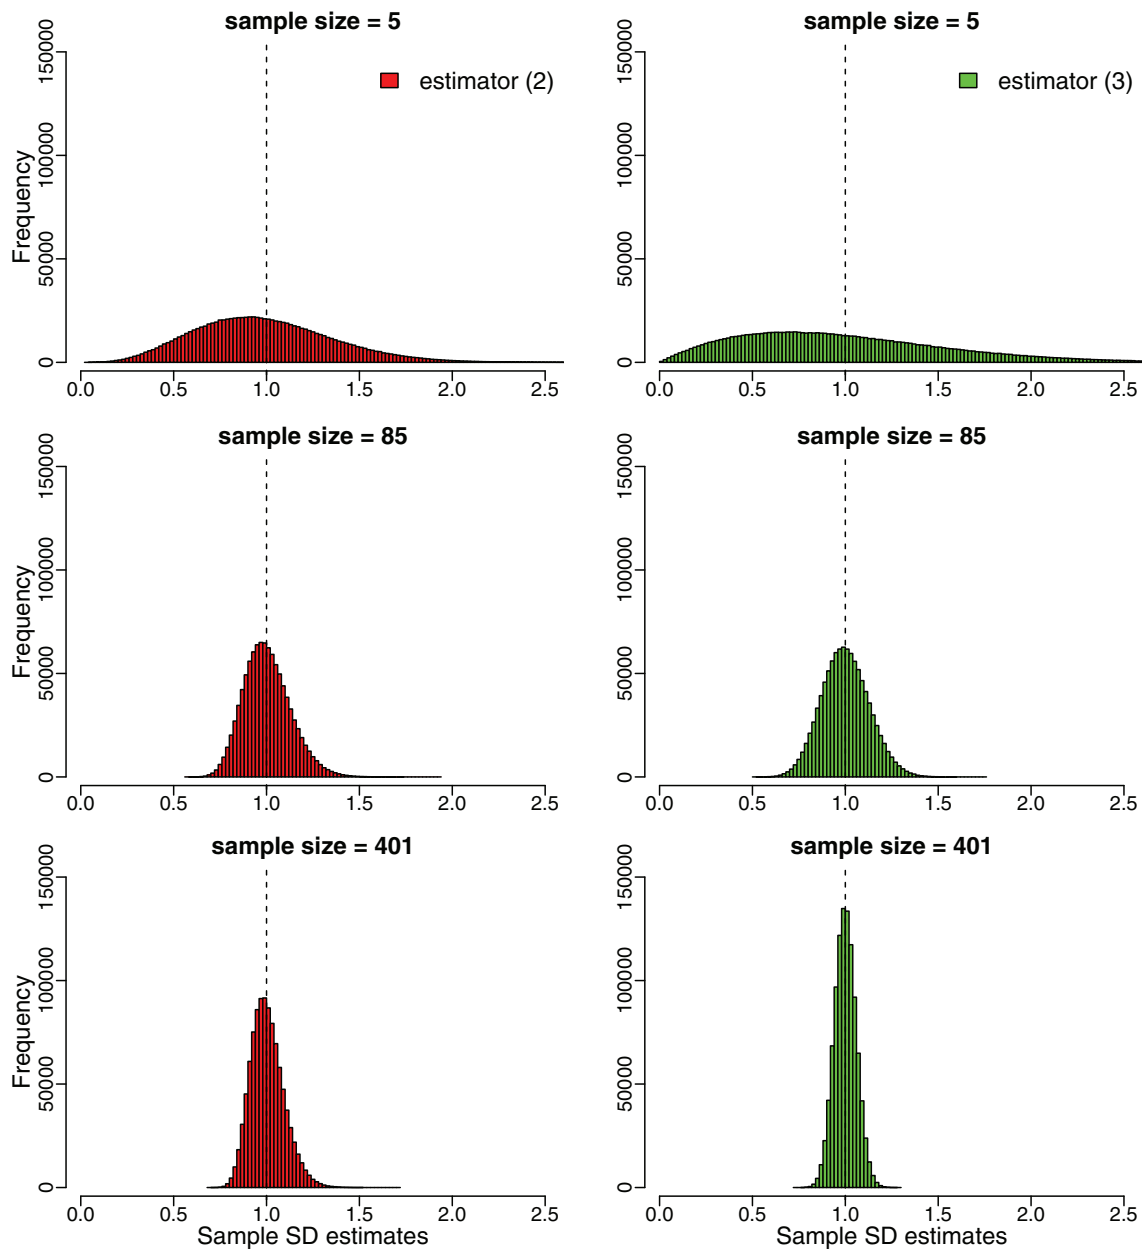 sample size = 5
estimator (2)
Frequency
0 50000 100000 150000
0.0 0.5 1.0 1.5 2.0 2.5
sample size = 5
estimator (3)
0 50000 100000 150000
0.0 0.5 1.0 1.5 2.0 2.5
sample size = 85
Frequency
0 50000 100000 150000
0.0 0.5 1.0 1.5 2.0 2.5
sample size = 85
0 50000 100000 150000
0.0 0.5 1.0 1.5 2.0 2.5
sample size = 401
Frequency
0 50000 100000 150000
0.0 0.5 1.0 1.5 2.0 2.5
Sample SD estimates
sample size = 401
0 50000 100000 150000
0.0 0.5 1.0 1.5 2.0 2.5
Sample SD estimates